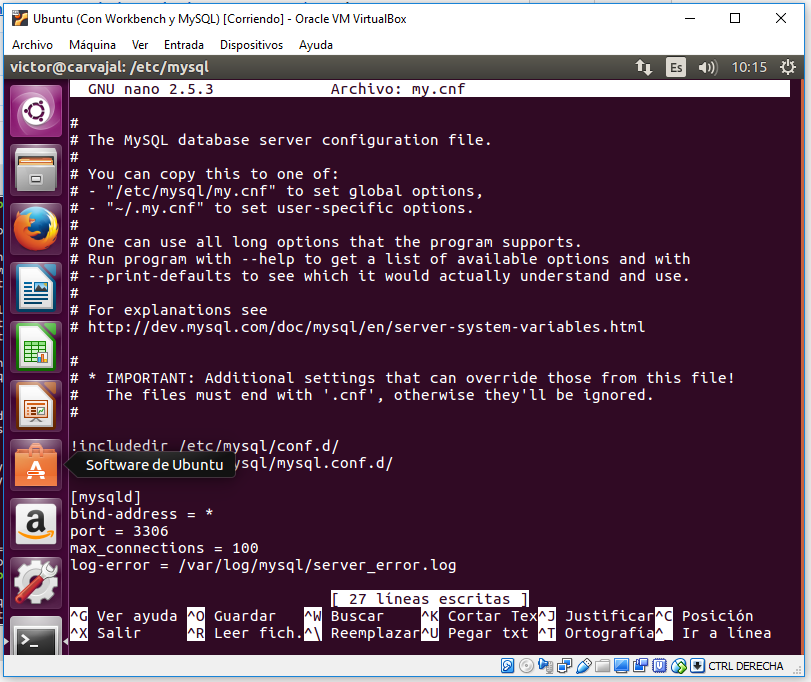 Ubuntu (Con Workbench y MySQL) [Corriendo] - Oracle VM VirtualBox
Archivo Máquina Ver Entrada Dispositivos Ayuda
victor@carvajal: /etc/mysql Es 10:15
GNU nano 2.5.3 Archivo: my.cnf
#
# The MySQL database server configuration file.
#
# You can copy this to one of:
# - "/etc/mysql/my.cnf" to set global options,
# - "~/.my.cnf" to set user-specific options.
#
# One can use all long options that the program supports.
# Run program with --help to get a list of available options and with
# --print-defaults to see which it would actually understand and use.
#
# For explanations see
# http://dev.mysql.com/doc/mysql/en/server-system-variables.html
#
# * IMPORTANT: Additional settings that can override those from this file!
#   The files must end with '.cnf', otherwise they'll be ignored.
#
!includedir /etc/mysql/conf.d/
Software de Ubuntu ysql/mysql.conf.d/
[mysqld]
bind-address = *
port = 3306
max_connections = 100
log-error = /var/log/mysql/server_error.log
[ 27 líneas escritas ]
^G Ver ayuda ^O Guardar ^W Buscar ^K Cortar Tex^J Justificar^C Posición
^X Salir ^R Leer fich.^\ Reemplazar^U Pegar txt ^T Ortografía^_ Ir a línea
CTRL DERECHA